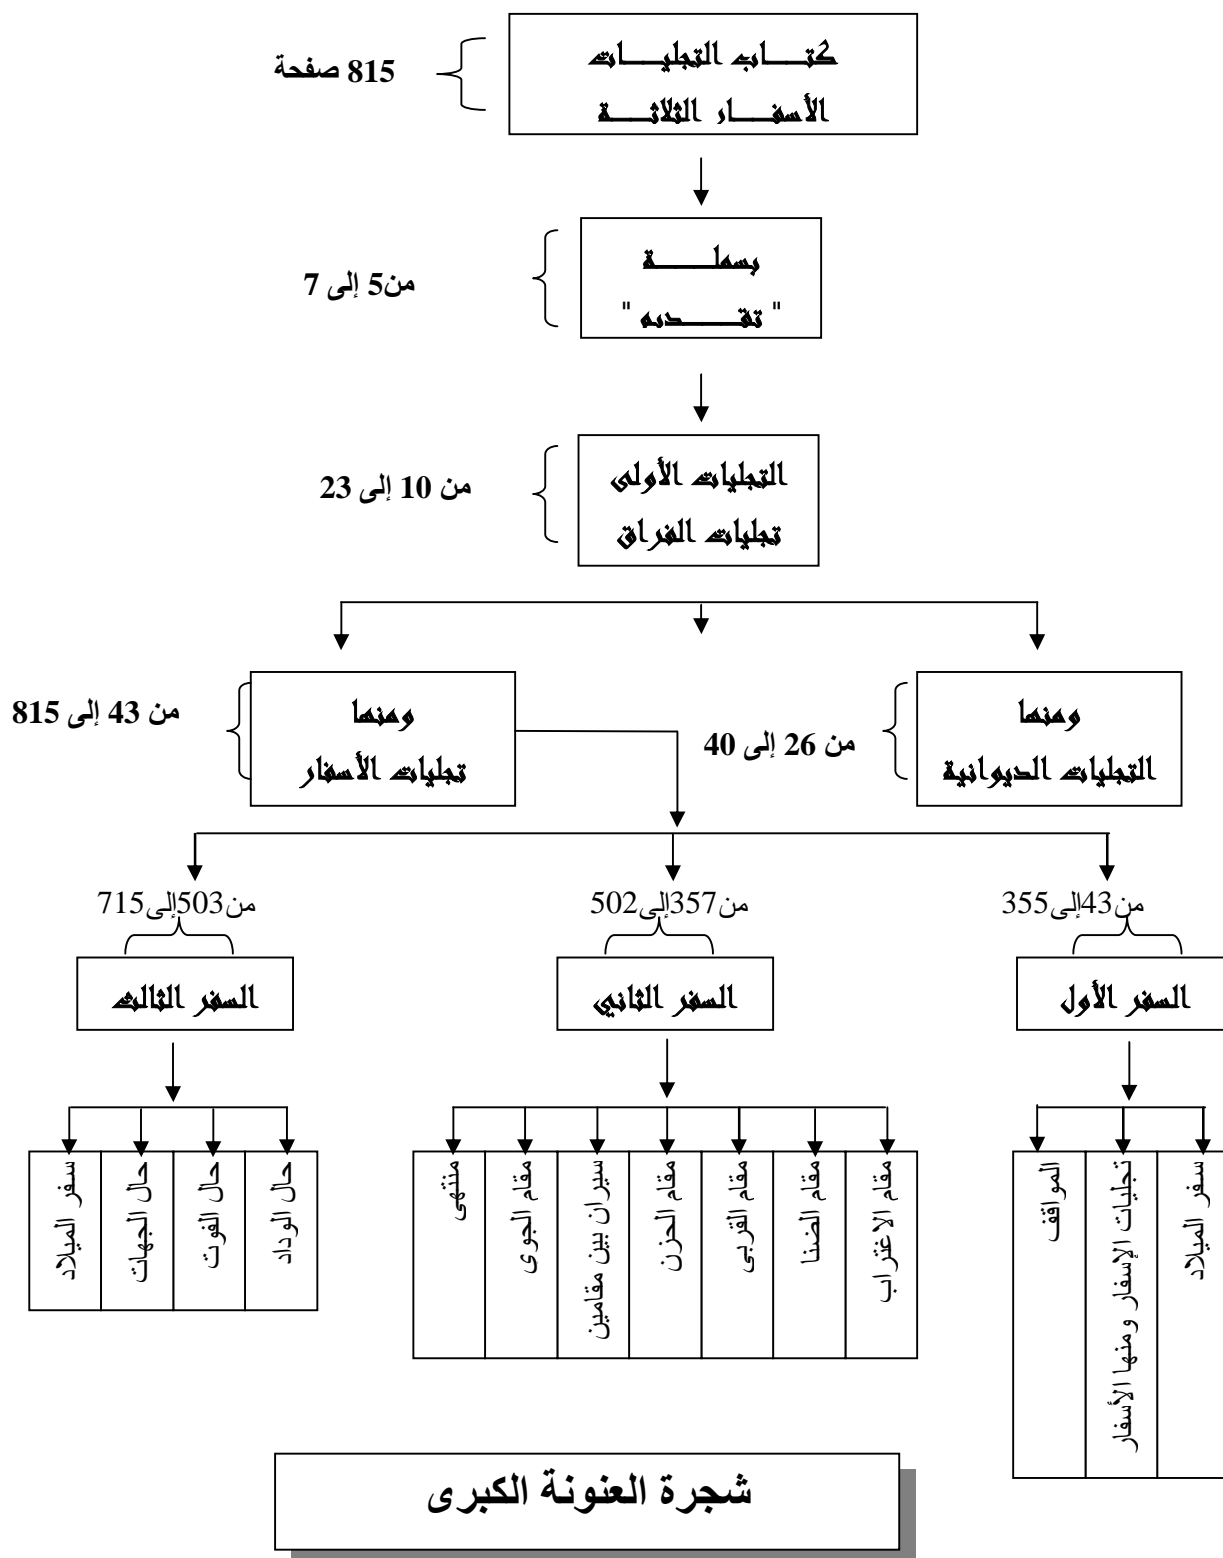 كتاب التجليات
الأسفار الثلاثة
815 صفحة
بسملة
" تقديم "
من5 إلى 7
التجليات الأولى
تجليات الفراق
من 10 إلى 23
ومنها
التجليات الديوانية
من 26 إلى 40
ومنها
تجليات الأسفار
من 43 إلى 815
من43إلى355
من357إلى502
من503إلى715
السفر الأول
السفر الثاني
السفر الثالث
سفر الميلاد
تجليات الإسفار ومنها الأسفار
المواقف
مقام الاغتراب
مقام الضنا
مقام القربى
مقام الحزن
سيران بين مقامين
مقام الجوى
منتهى
حال الوداد
حال الفوت
حال الجهات
سفر الميلاد
شجرة العنونة الكبرى